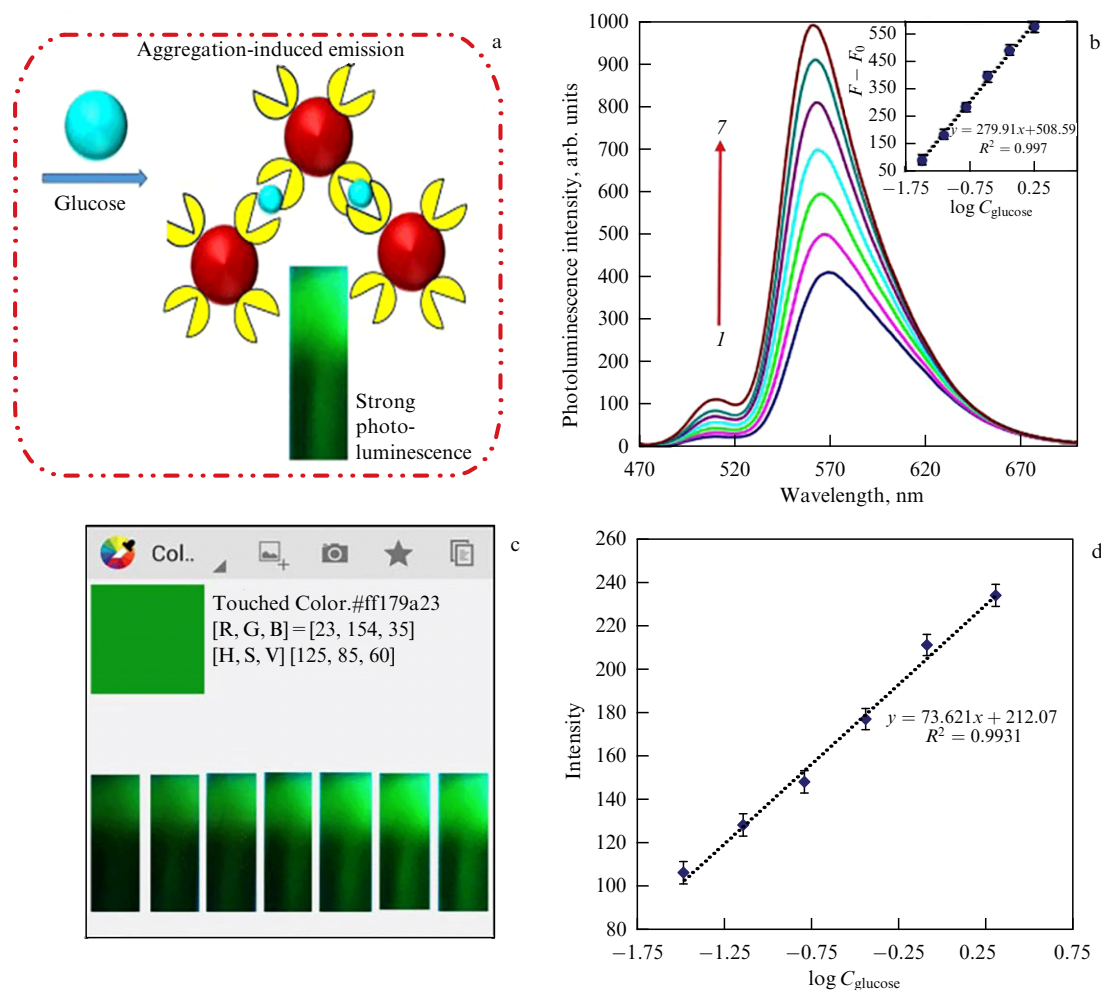 a
Aggregation-induced emission
Glucose
Strong
photo-
luminescence
b
Photoluminescence intensity, arb. units
1000
900
800
700
600
500
400
300
200
100
0
470
520
570
620
670
Wavelength, nm
7
1
F − F0
550
450
350
250
150
50
−1.75
−0.75
0.25
log Cglucose
y = 279.91x+508.59
R² = 0.997
c
Col..
Touched Color.#ff179a23
[R, G, B]=[23, 154, 35]
[H, S, V] [125, 85, 60]
d
Intensity
260
240
220
200
180
160
140
120
100
80
−1.75
−1.25
−0.75
−0.25
0.25
0.75
log Cglucose
y = 73.621x + 212.07
R² = 0.9931